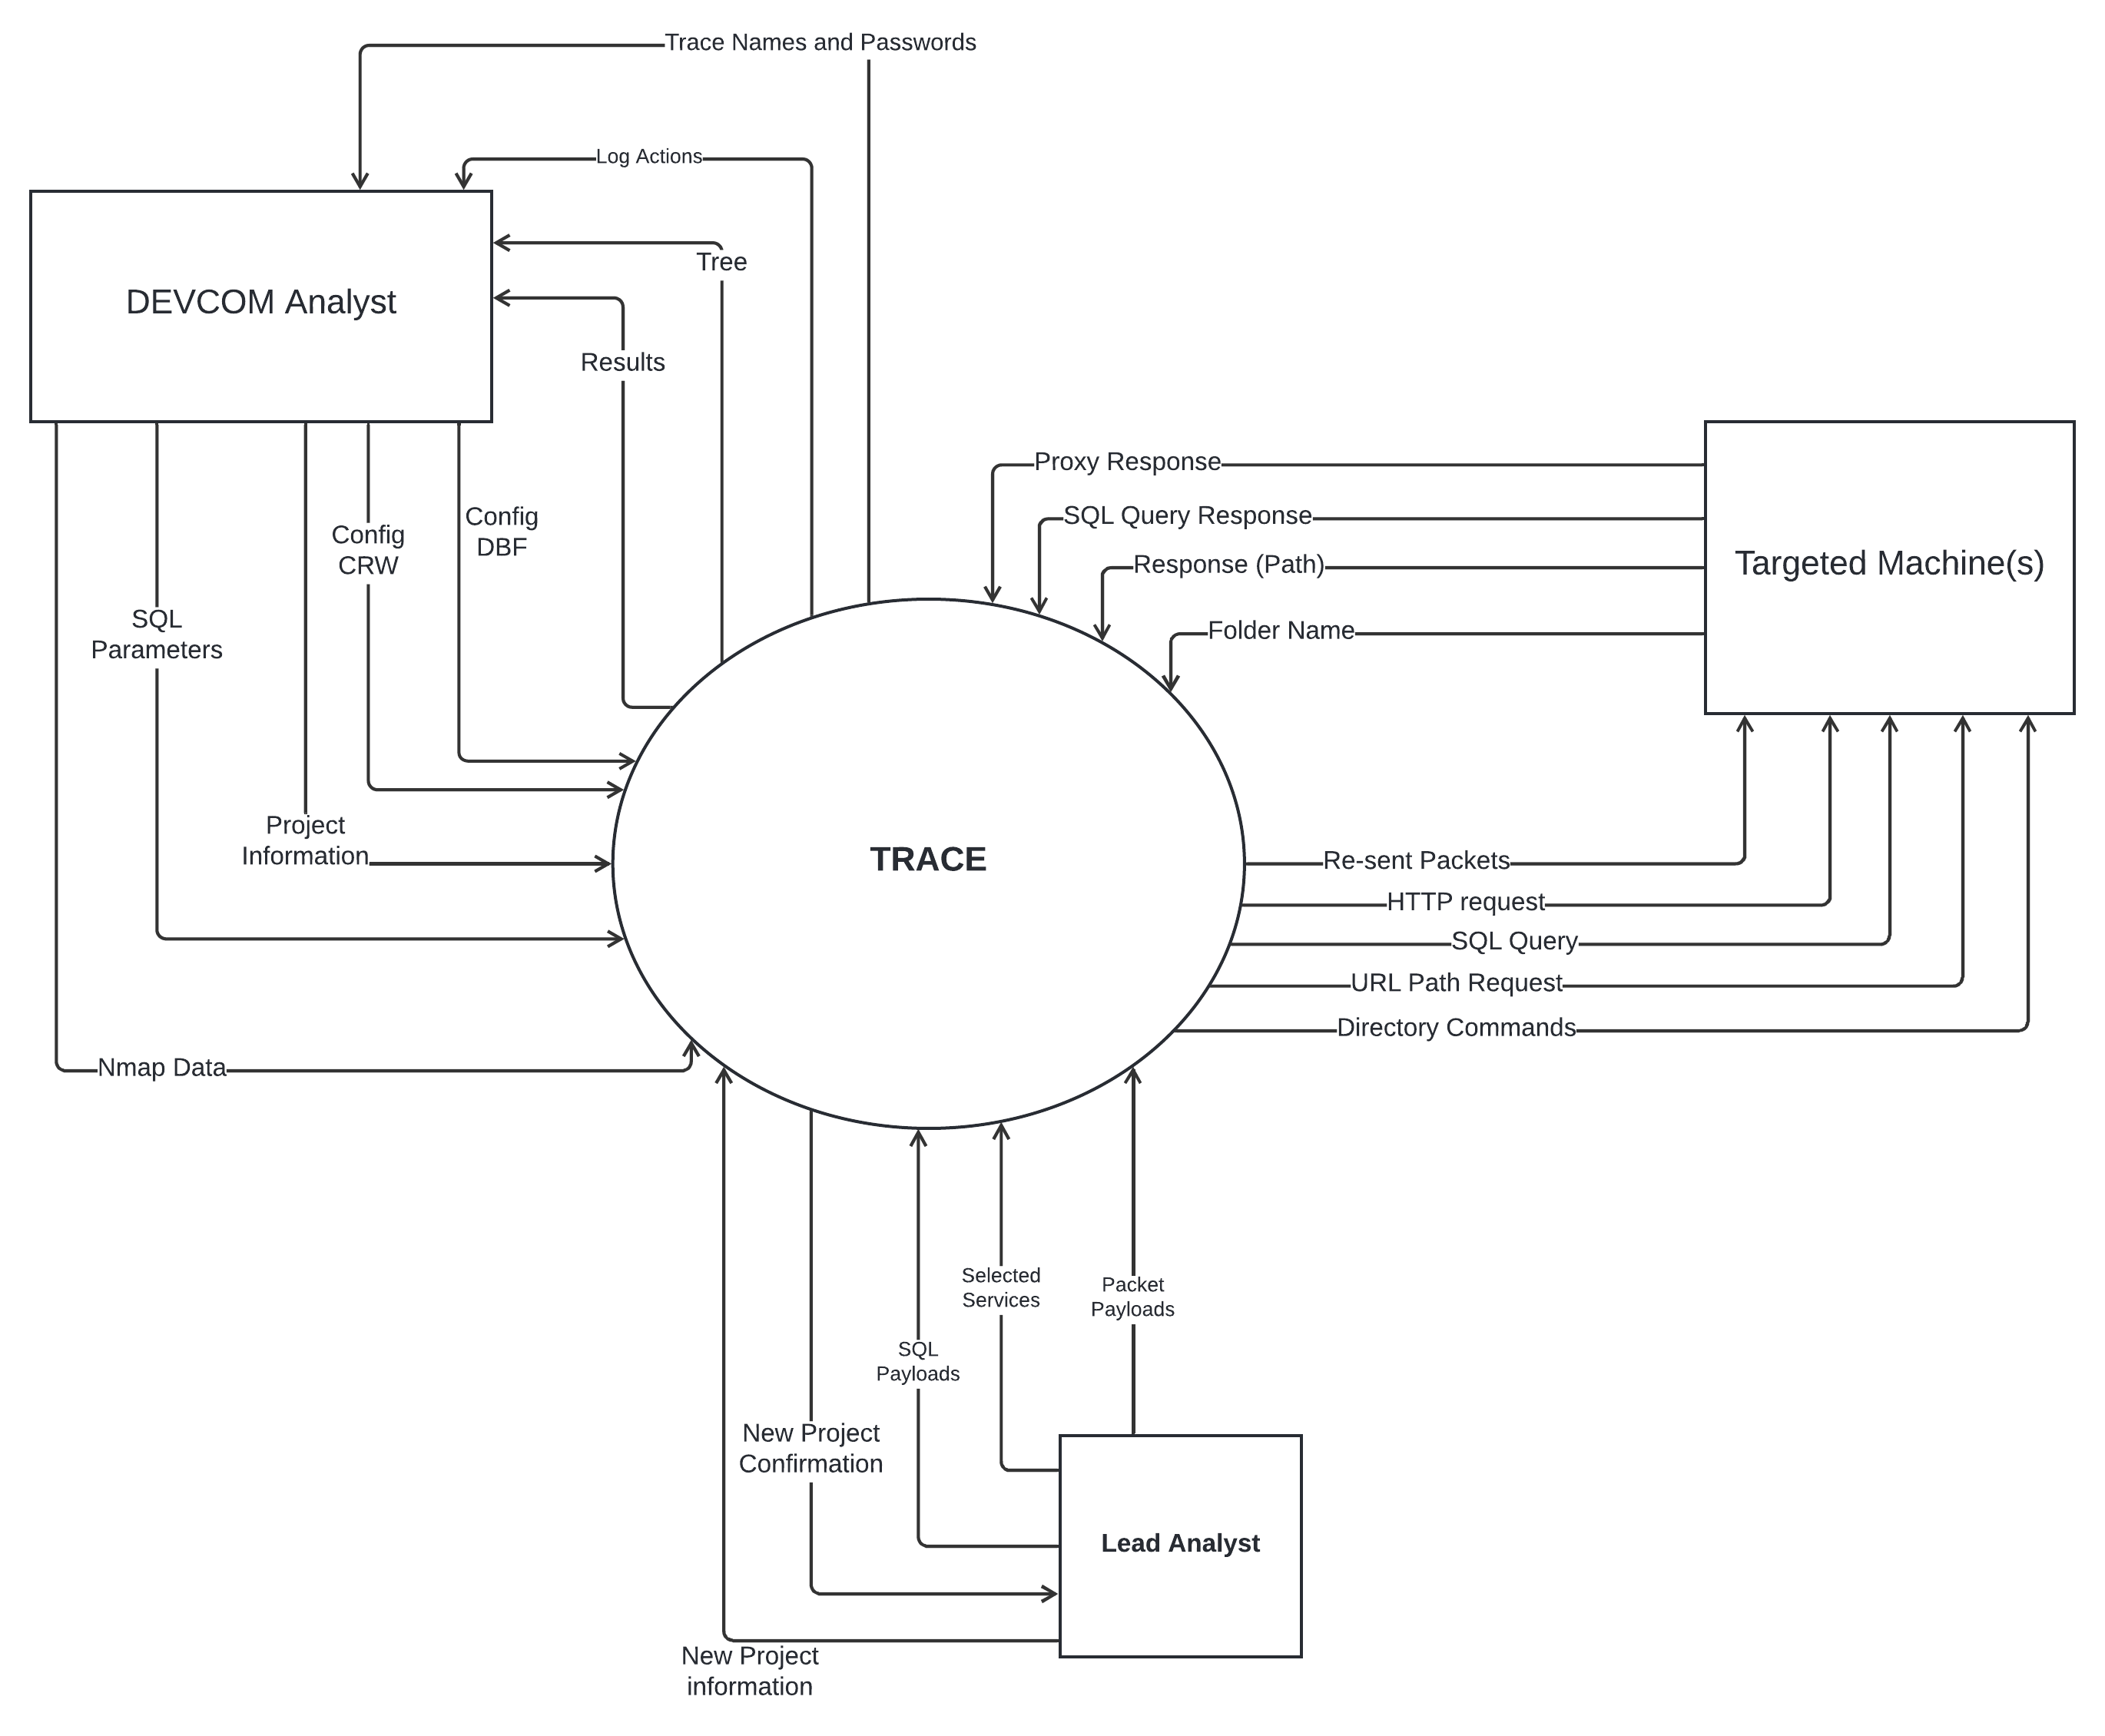 Trace Names and Passwords
Log Actions
Tree
DEVCOM Analyst
Results
Proxy Response
SQL Query Response
Response (Path)
Folder Name
Targeted Machine(s)
Config
DBF
Config
CRW
SQL
Parameters
Project
Information
TRACE
Re-sent Packets
HTTP request
SQL Query
URL Path Request
Directory Commands
Nmap Data
Selected
Services
Packet
Payloads
SQL
Payloads
New Project
Confirmation
Lead Analyst
New Project
information